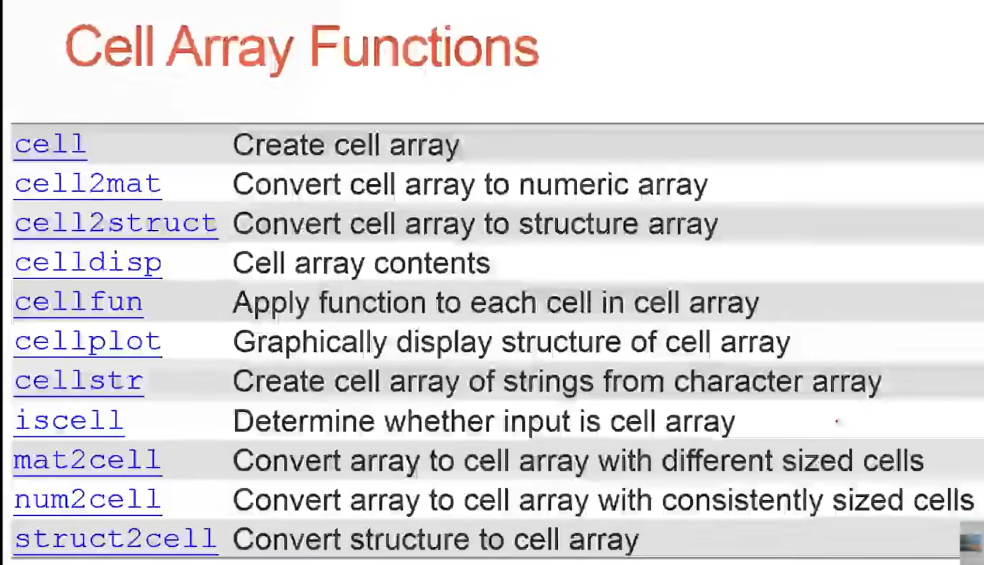 Cell Array Functions
cell Create cell array
cell2mat Convert cell array to numeric array
cell2struct Convert cell array to structure array
celldisp Cell array contents
cellfun Apply function to each cell in cell array
cellplot Graphically display structure of cell array
cellstr Create cell array of strings from character array
iscell Determine whether input is cell array
mat2cell Convert array to cell array with different sized cells
num2cell Convert array to cell array with consistently sized cells
struct2cell Convert structure to cell array